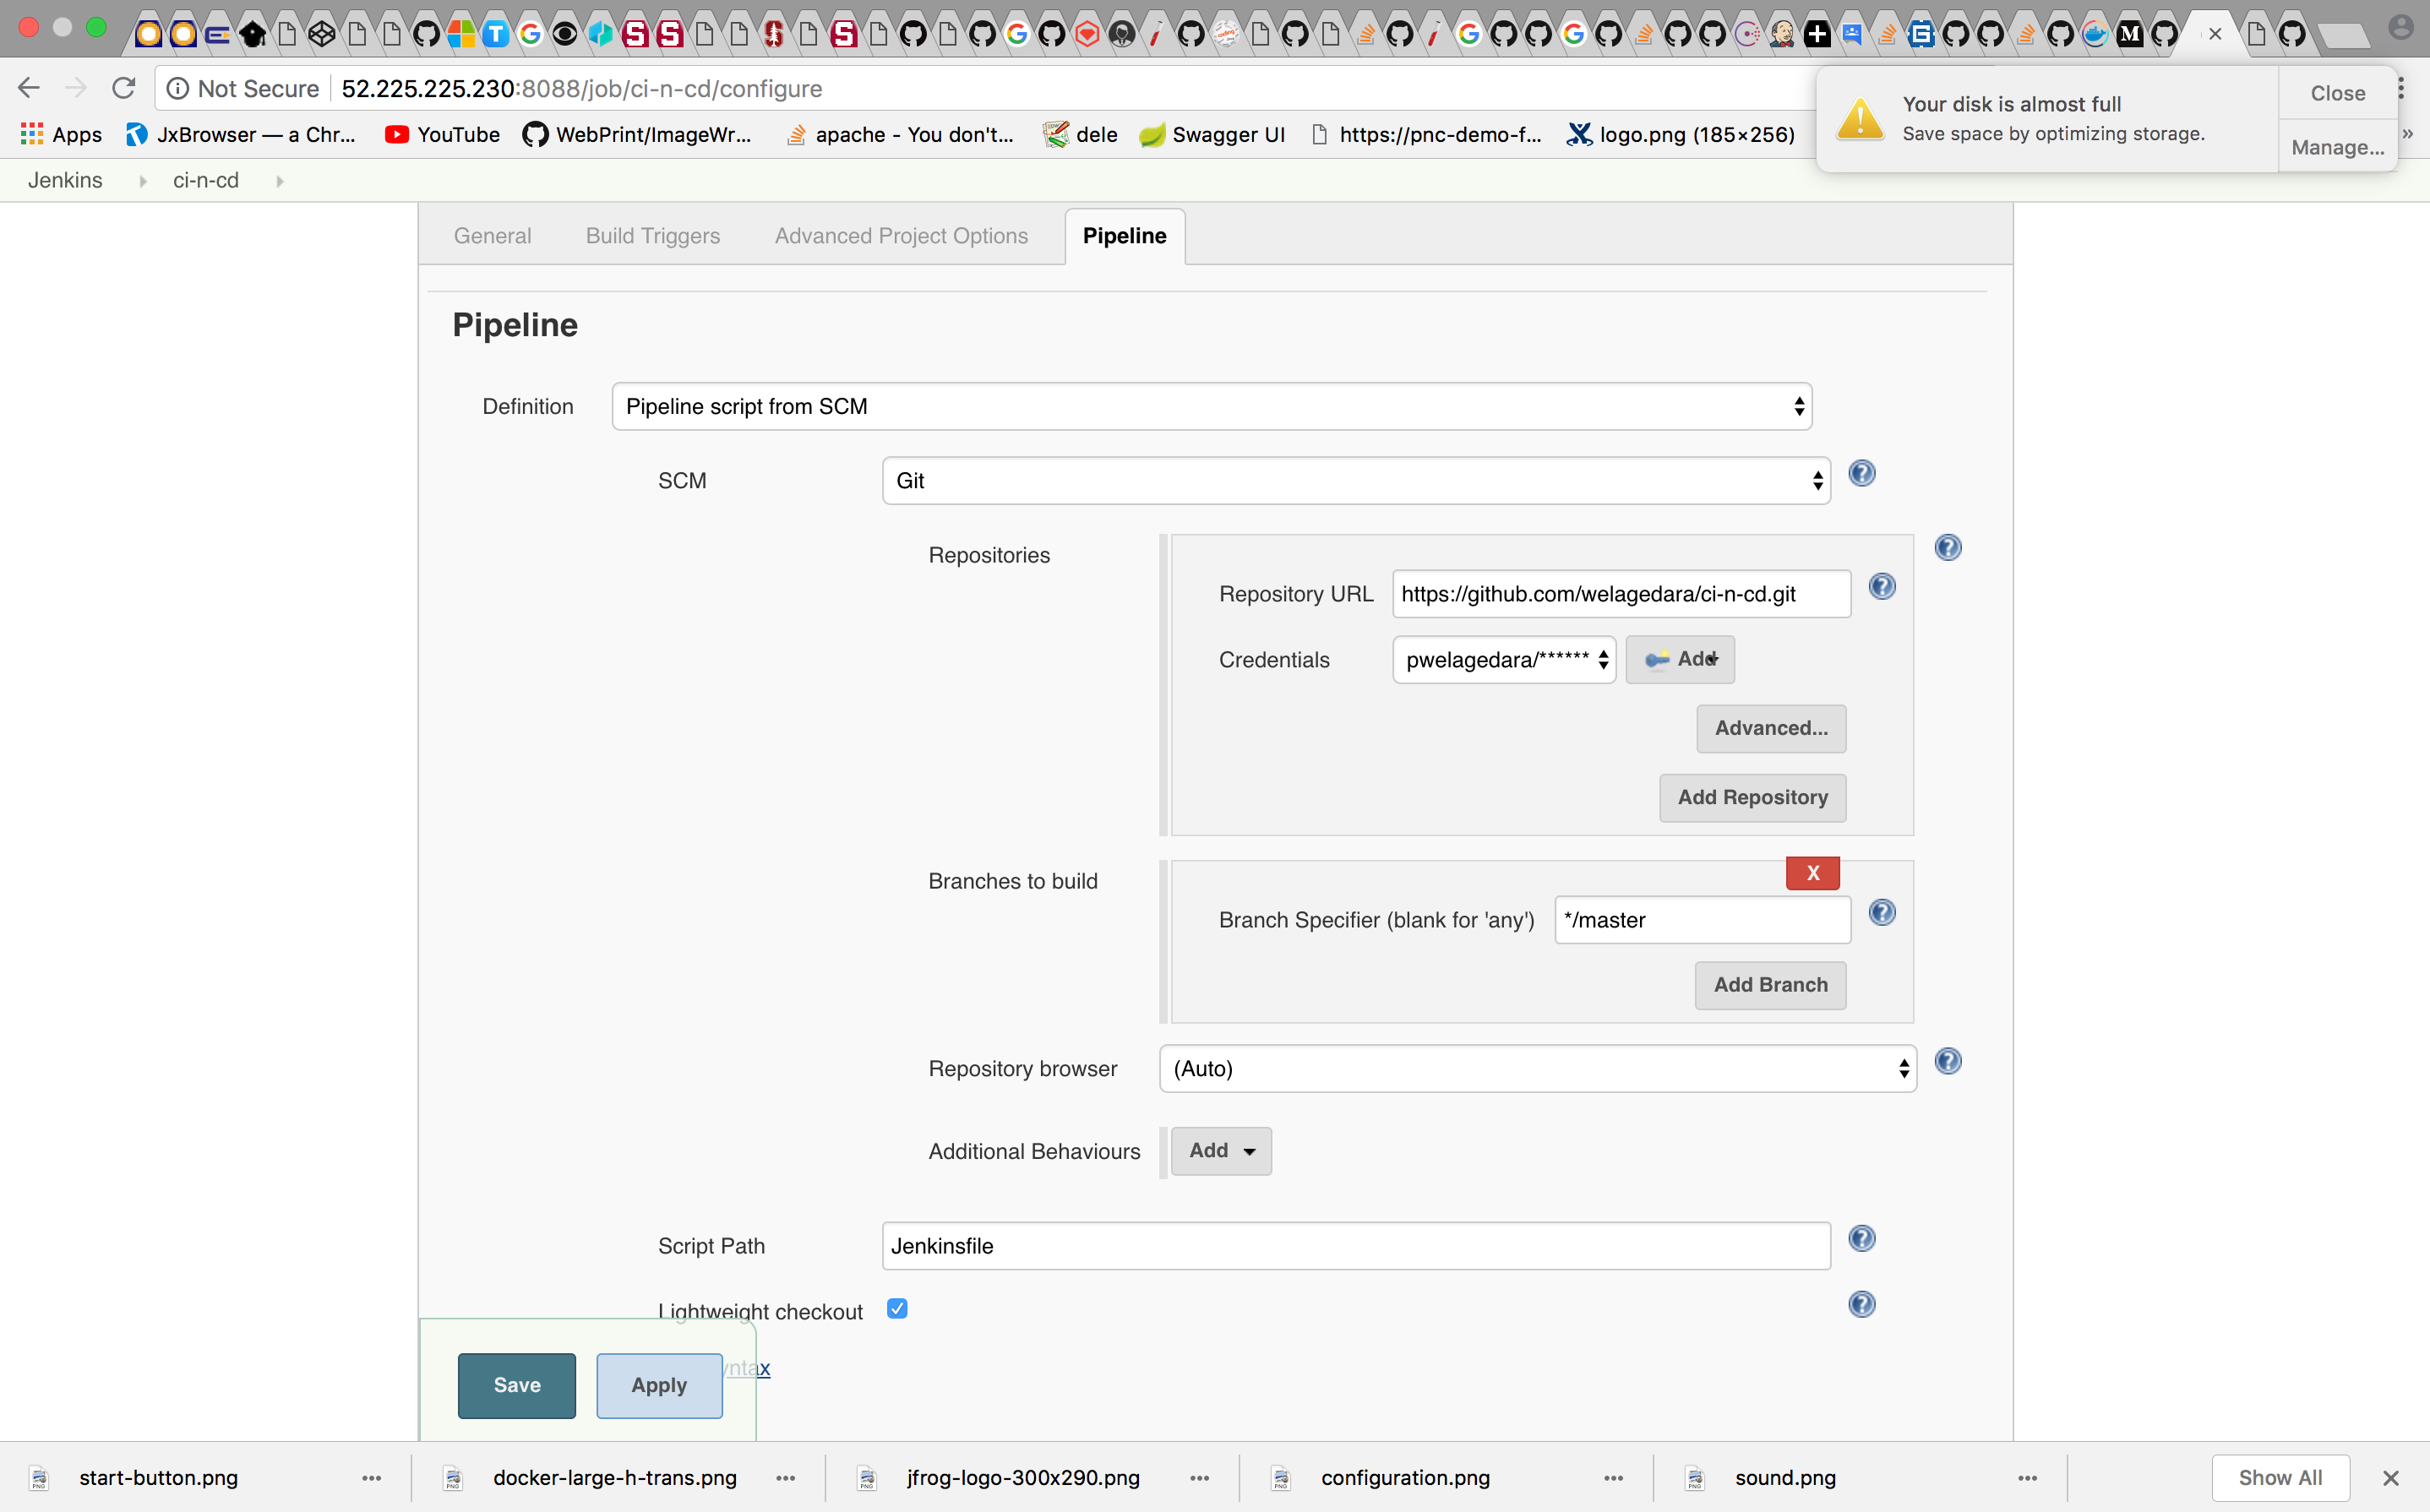 Not Secure 52.225.225.230:8088/job/ci-n-cd/configure
Your disk is almost full
Save space by optimizing storage.
Close
Manage...
Apps JxBrowser — a Chr... YouTube WebPrint/ImageWr... apache - You don't... dele Swagger UI https://pnc-demo-f... logo.png (185×256) »
Jenkins ci-n-cd
General Build Triggers Advanced Project Options Pipeline
Pipeline
Definition Pipeline script from SCM
SCM Git
Repositories
Repository URL https://github.com/welagedara/ci-n-cd.git
Credentials pwelagedara/****** Add
Advanced...
Add Repository
Branches to build
X
Branch Specifier (blank for 'any') */master
Add Branch
Repository browser (Auto)
Additional Behaviours Add
Script Path Jenkinsfile
Lightweight checkout
yntax
Save Apply
start-button.png docker-large-h-trans.png jfrog-logo-300x290.png configuration.png sound.png Show All